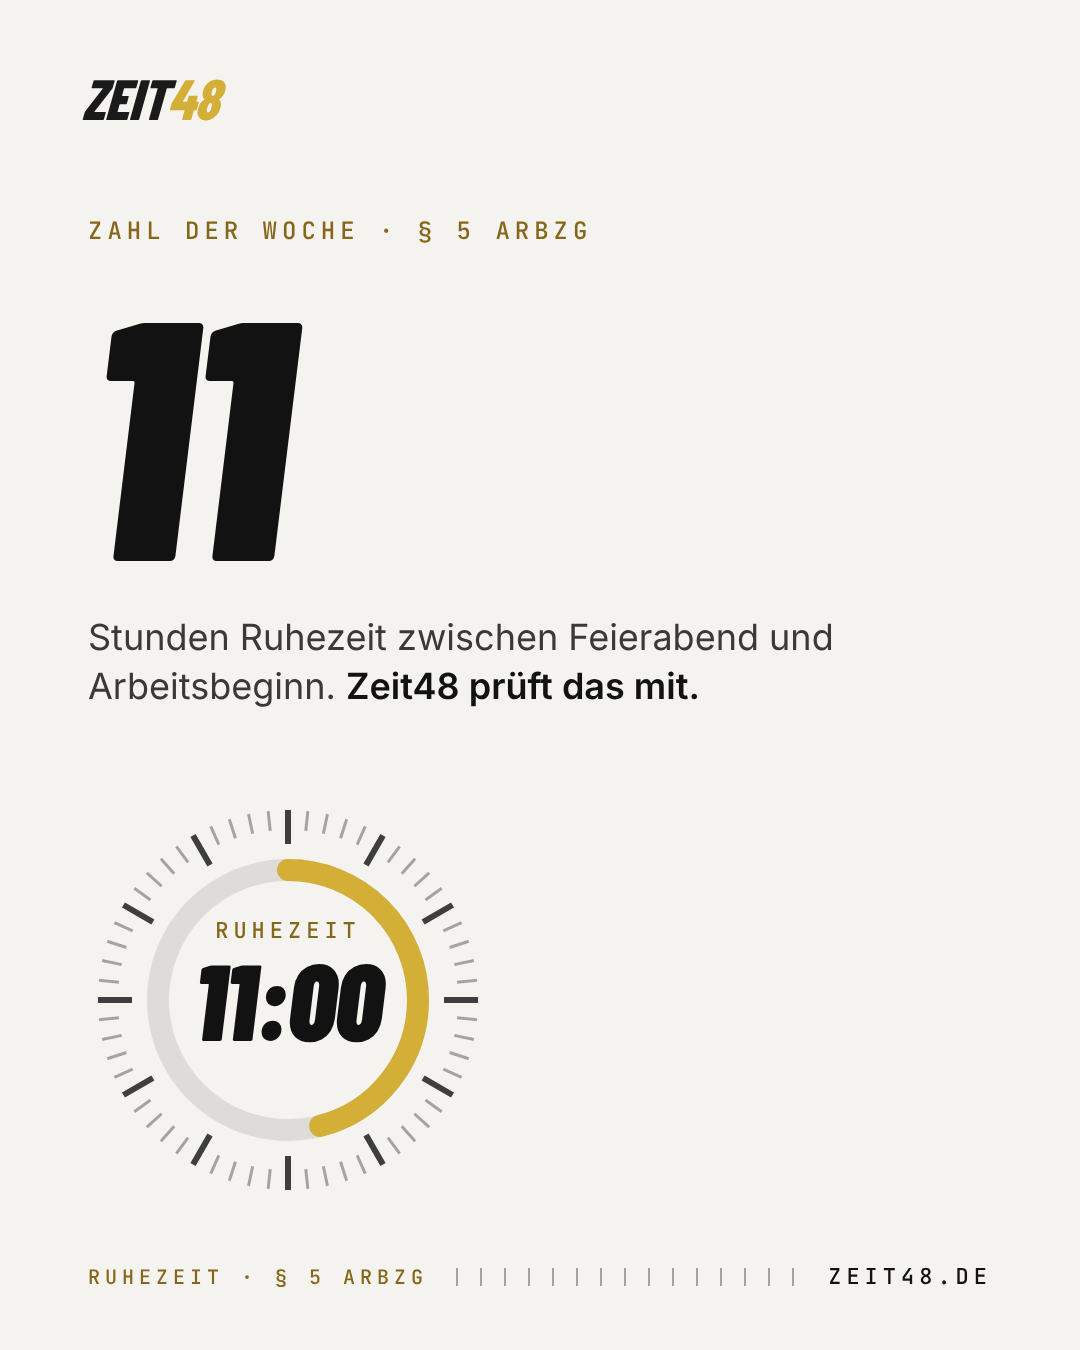 ZEIT48
ZAHL DER WOCHE · § 5 ARBZG
11
Stunden Ruhezeit zwischen Feierabend und
Arbeitsbeginn. Zeit48 prüft das mit.
RUHEZEIT
11:00
RUHEZEIT · § 5 ARBZG
ZEIT48.DE